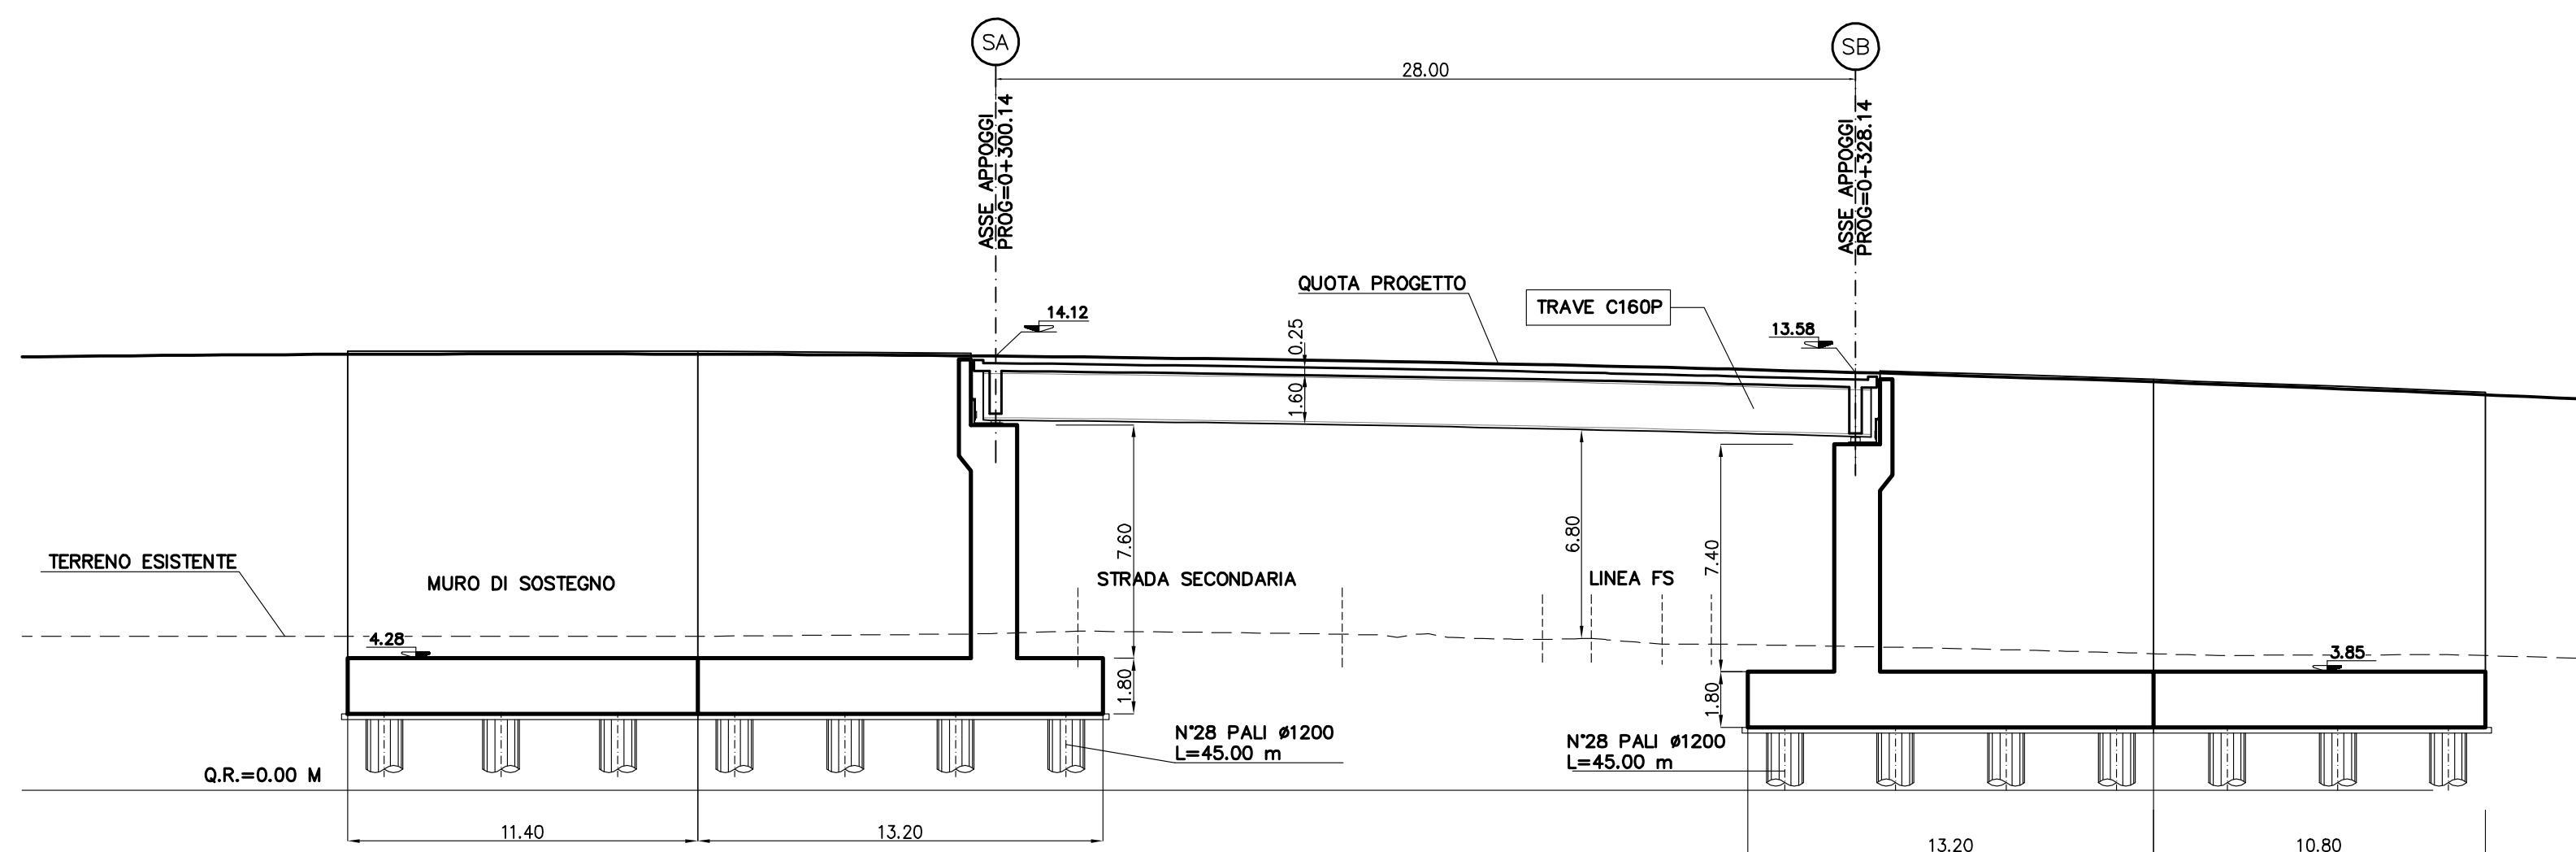 SA
SB
28.00
ASSE APPOGGI
PROG=0+300.14
ASSE APPOGGI
PROG=0+328.14
QUOTA PROGETTO
TRAVE C160P
14.12
13.58
0.25
1.60
7.60
6.80
7.40
TERRENO ESISTENTE
MURO DI SOSTEGNO
STRADA SECONDARIA
LINEA FS
4.28
3.85
1.80
1.80
N°28 PALI ø1200
L=45.00 m
N°28 PALI ø1200
L=45.00 m
Q.R.=0.00 M
11.40
13.20
13.20
10.80